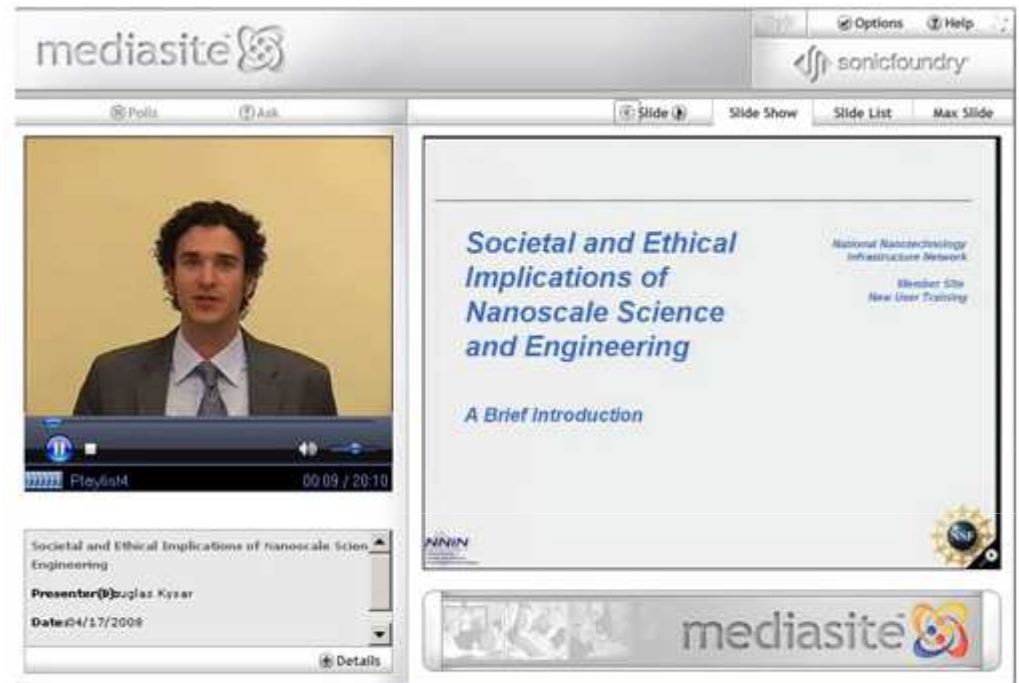 mediasite
Options Help
sonicfoundry
Polls Ask
Slide Slide Show Slide List Max Slide
Societal and Ethical
Implications of
Nanoscale Science
and Engineering
A Brief Introduction
National Nanotechnology
Infrastructure Network
Member Site
New User Training
Playlist4 00:09 / 20:10
NNIN
NSF
Societal and Ethical Implications of Nanoscale Scien
Engineering
Presenter(s): Douglas Kysar
Date: 04/17/2008
Details
mediasite